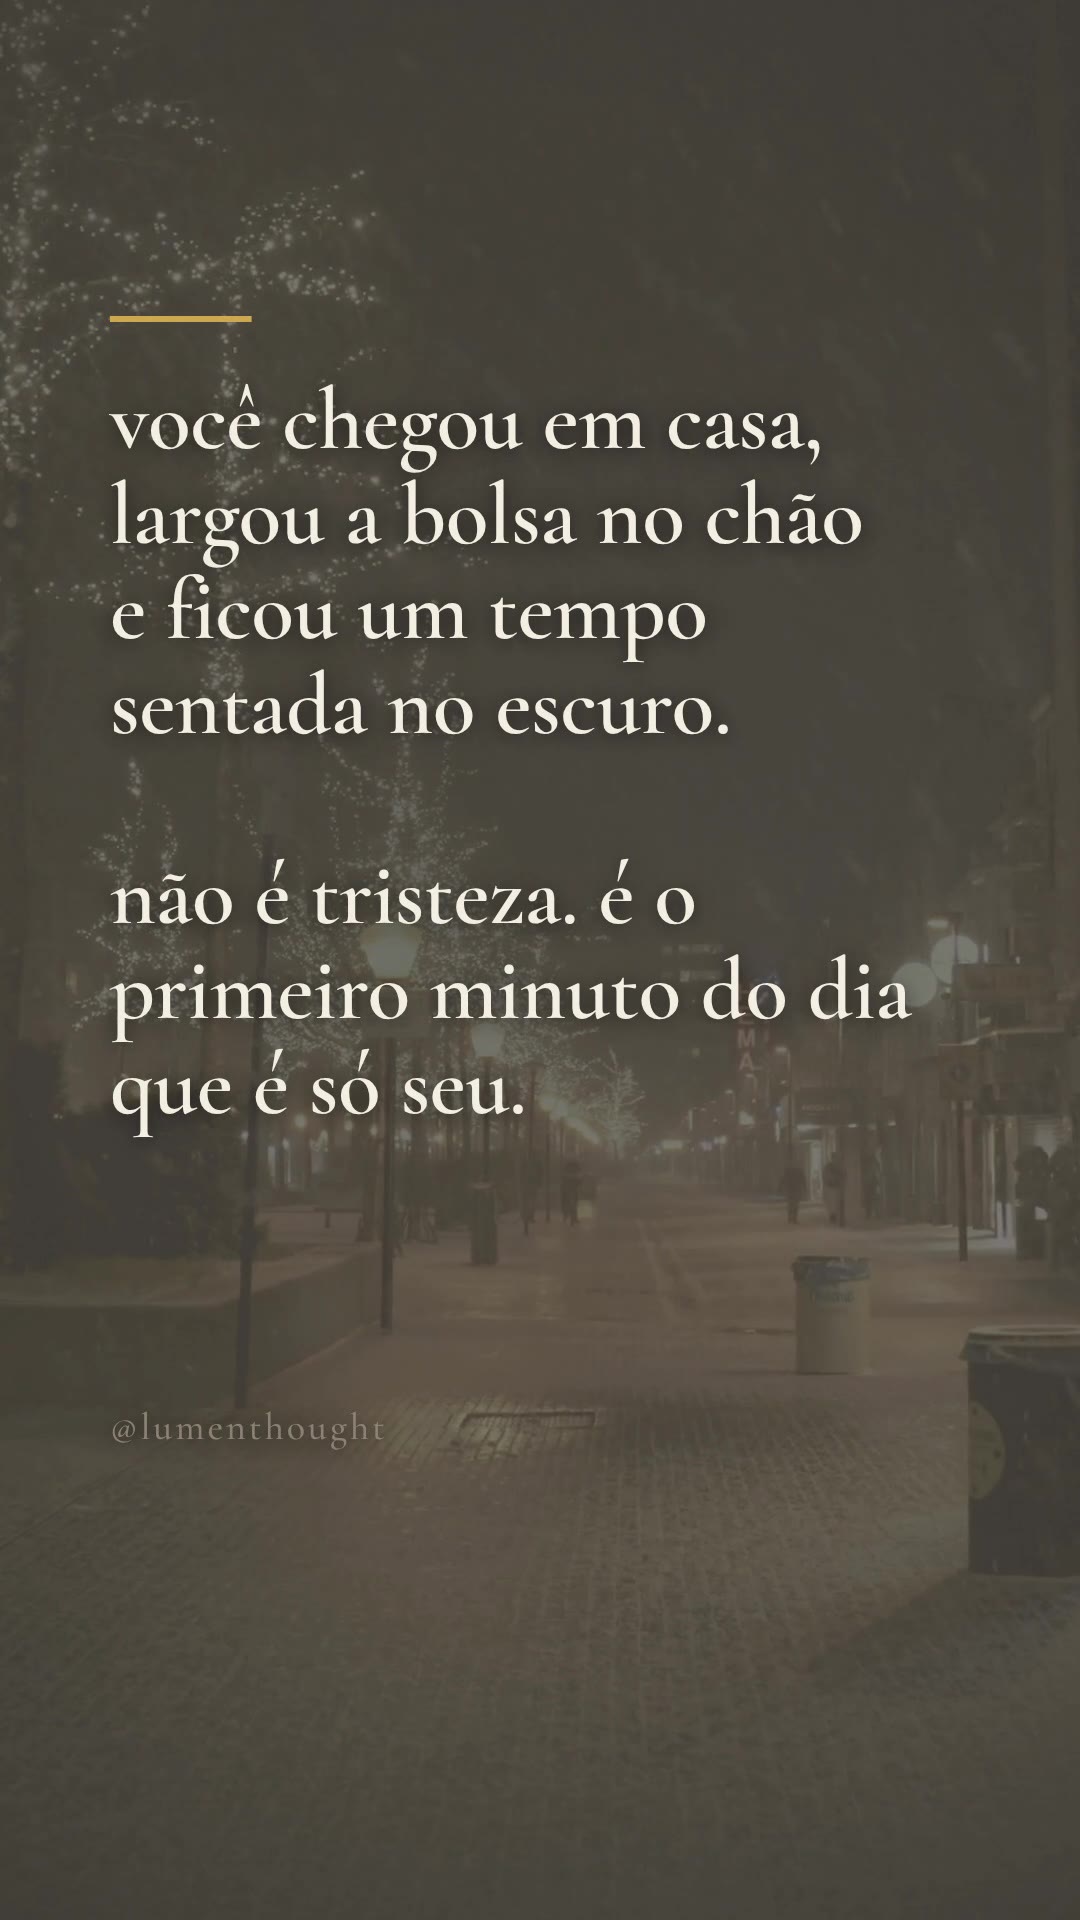 você chegou em casa,
largou a bolsa no chão
e ficou um tempo
sentada no escuro.
não é tristeza. é o
primeiro minuto do dia
que é só seu.
@lumenthought